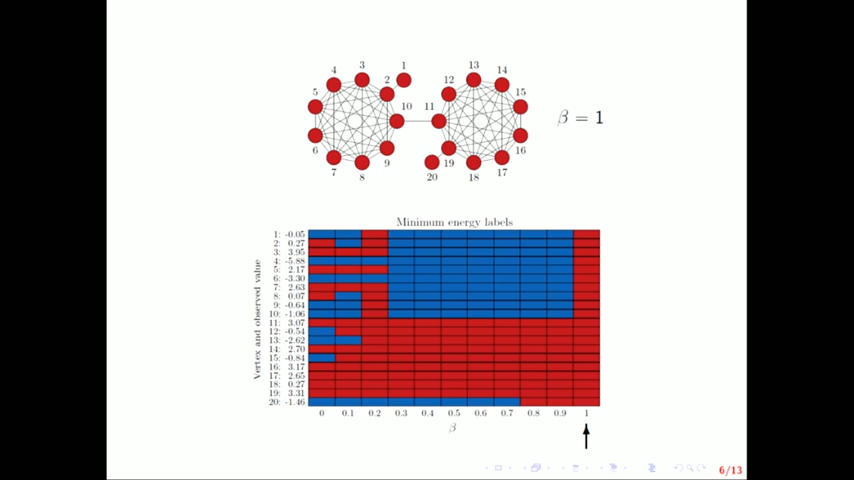 3 1 13
4 2 12 14
5 10 11 15
β = 1
6 9 19 16
7 8 20 18 17
Minimum energy labels
Vertex and observed value
1: -0.05
2: 0.27
3: 3.95
4: -5.88
5: 2.17
6: -3.30
7: 2.63
8: 0.07
9: -0.64
10: -1.06
11: 3.07
12: -0.54
13: -2.62
14: 2.70
15: -0.84
16: 3.17
17: 2.65
18: 0.27
19: 3.31
20: -1.46
0 0.1 0.2 0.3 0.4 0.5 0.6 0.7 0.8 0.9 1
β
6/13